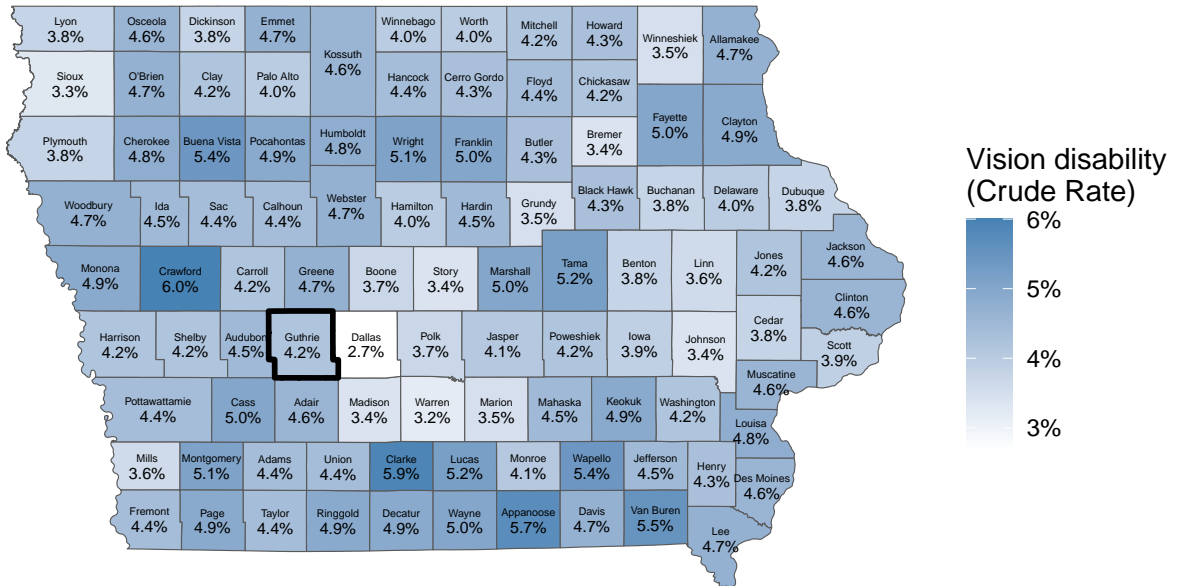 Lyon
3.8%
Osceola
4.6%
Dickinson
3.8%
Emmet
4.7%
Kossuth
4.6%
Winnebago
4.0%
Worth
4.0%
Mitchell
4.2%
Howard
4.3%
Winneshiek
3.5%
Allamakee
4.7%
Sioux
3.3%
O'Brien
4.7%
Clay
4.2%
Palo Alto
4.0%
Hancock
4.4%
Cerro Gordo
4.3%
Floyd
4.4%
Chickasaw
4.2%
Fayette
5.0%
Clayton
4.9%
Plymouth
3.8%
Cherokee
4.8%
Buena Vista
5.4%
Pocahontas
4.9%
Humboldt
4.8%
Wright
5.1%
Franklin
5.0%
Butler
4.3%
Bremer
3.4%
Woodbury
4.7%
Ida
4.5%
Sac
4.4%
Calhoun
4.4%
Webster
4.7%
Hamilton
4.0%
Hardin
4.5%
Grundy
3.5%
Black Hawk
4.3%
Buchanan
3.8%
Delaware
4.0%
Dubuque
3.8%
Monona
4.9%
Crawford
6.0%
Carroll
4.2%
Greene
4.7%
Boone
3.7%
Story
3.4%
Marshall
5.0%
Tama
5.2%
Benton
3.8%
Linn
3.6%
Jones
4.2%
Jackson
4.6%
Clinton
4.6%
Harrison
4.2%
Shelby
4.2%
Audubon
4.5%
Guthrie
4.2%
Dallas
2.7%
Polk
3.7%
Jasper
4.1%
Poweshiek
4.2%
Iowa
3.9%
Johnson
3.4%
Cedar
3.8%
Scott
3.9%
Muscatine
4.6%
Pottawattamie
4.4%
Cass
5.0%
Adair
4.6%
Madison
3.4%
Warren
3.2%
Marion
3.5%
Mahaska
4.5%
Keokuk
4.9%
Washington
4.2%
Louisa
4.8%
Mills
3.6%
Montgomery
5.1%
Adams
4.4%
Union
4.4%
Clarke
5.9%
Lucas
5.2%
Monroe
4.1%
Wapello
5.4%
Jefferson
4.5%
Henry
4.3%
Des Moines
4.6%
Fremont
4.4%
Page
4.9%
Taylor
4.4%
Ringgold
4.9%
Decatur
4.9%
Wayne
5.0%
Appanoose
5.7%
Davis
4.7%
Van Buren
5.5%
Lee
4.7%
Vision disability
(Crude Rate)
6%
5%
4%
3%